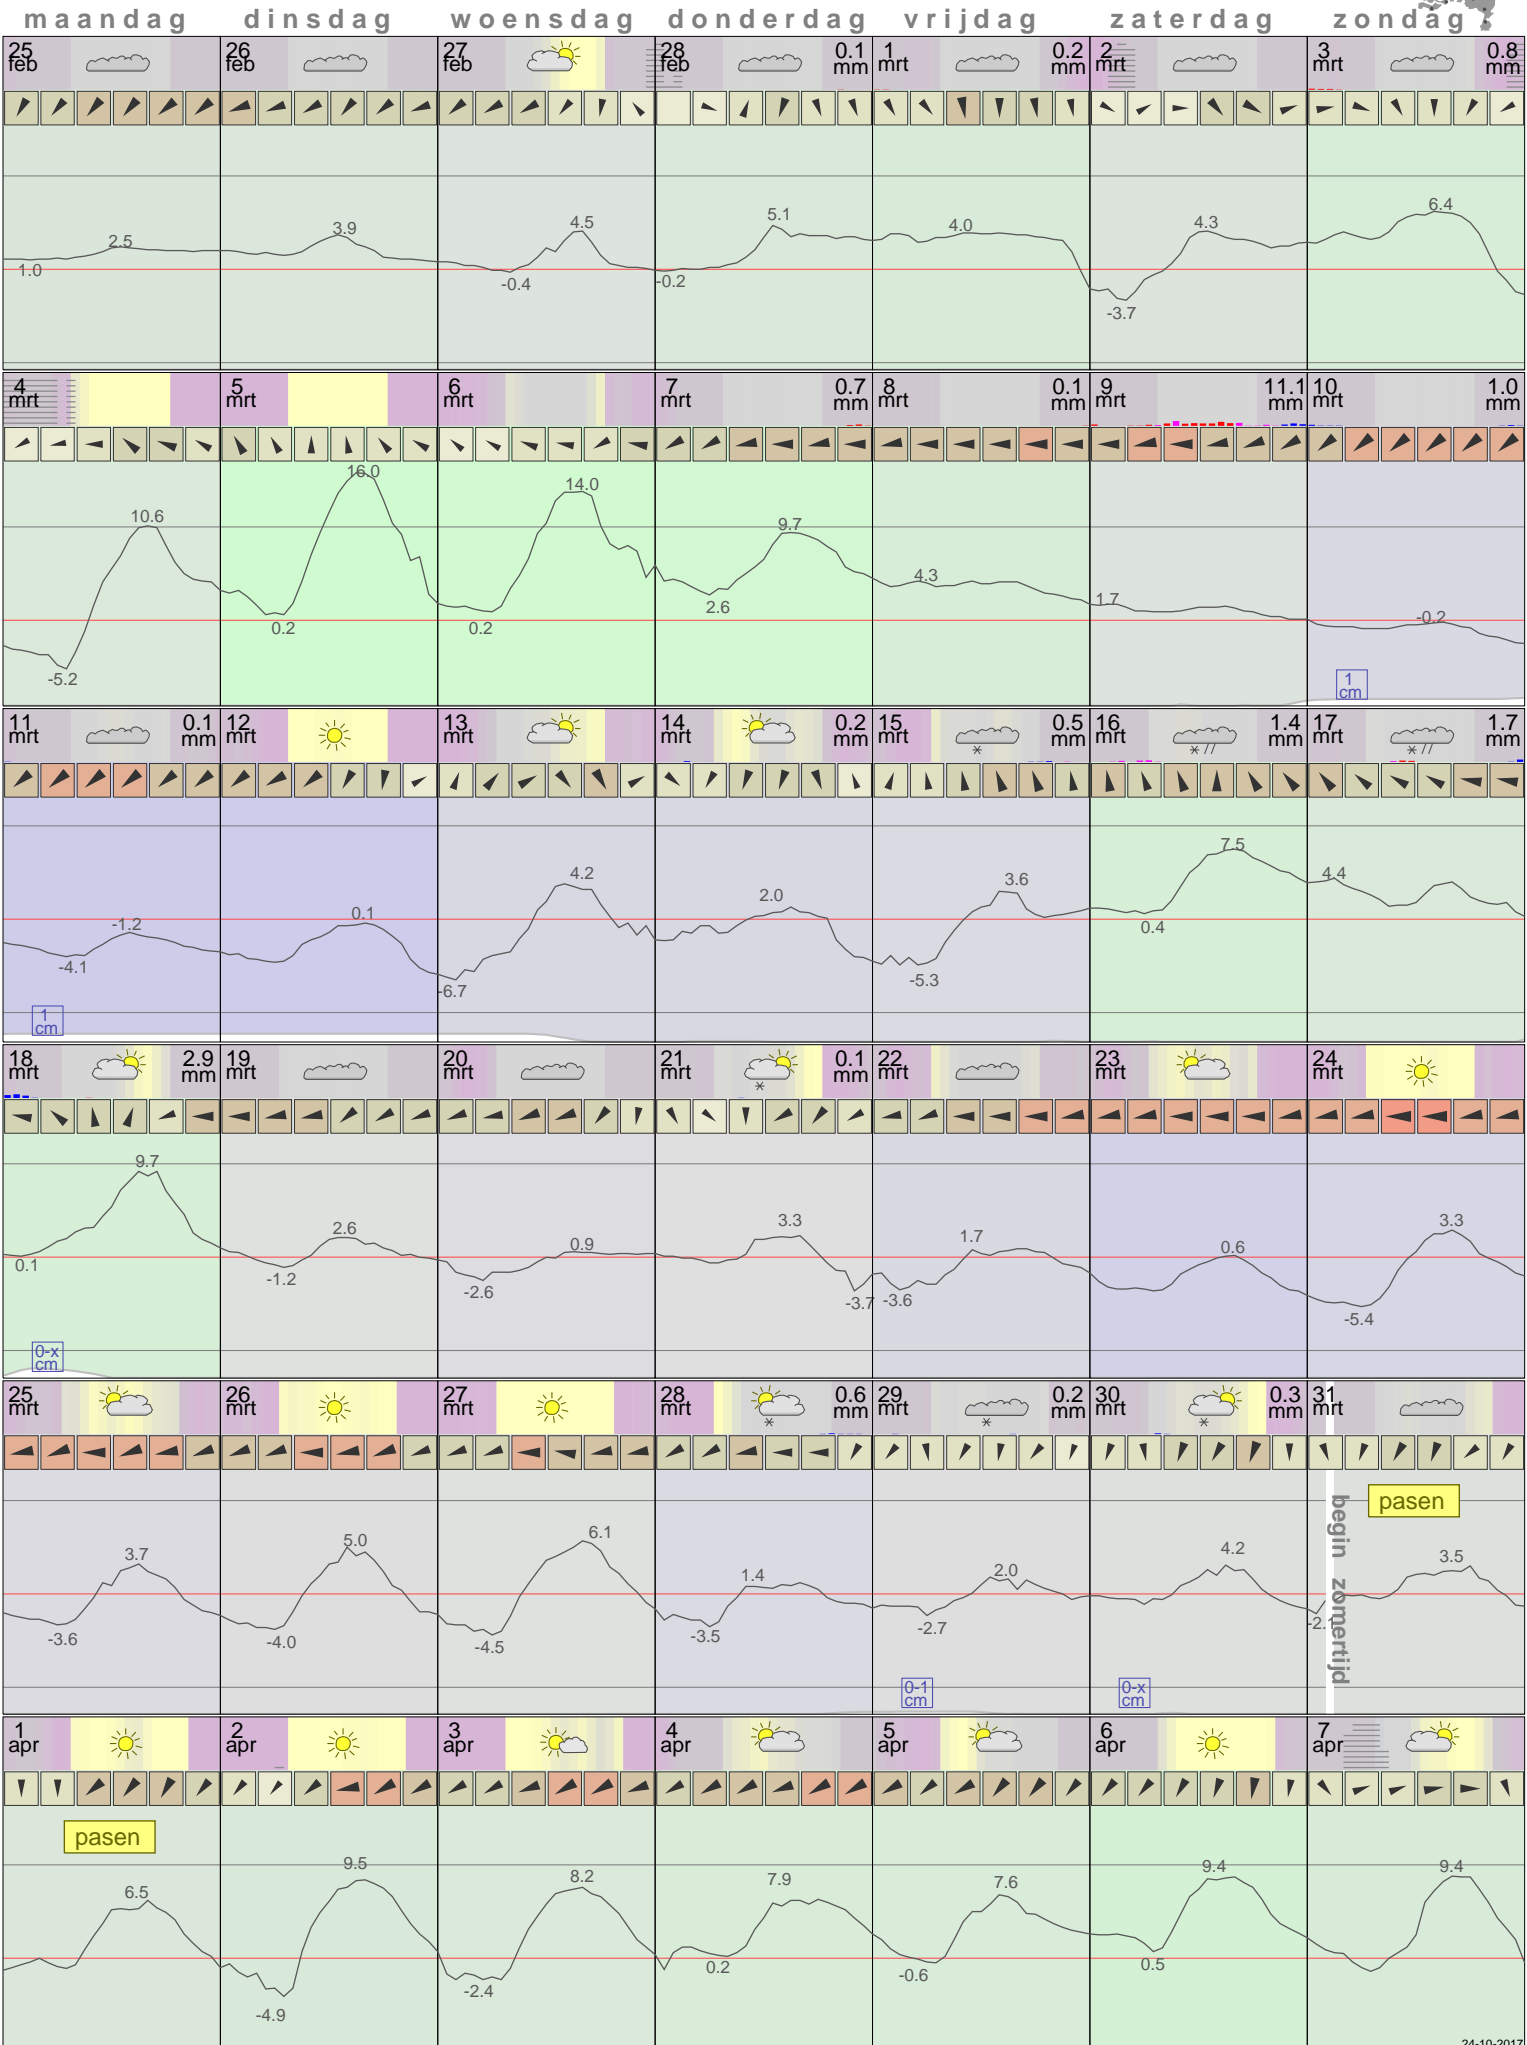 maandag dinsdag woensdag donderdag vrijdag zaterdag zondag
25 feb 26 feb 27 feb 28 feb 0.1 mm 1 mrt 0.2 mm 2 mrt 3 mrt 0.8 mm
1.0 2.5 3.9 -0.4 4.5 -0.2 5.1 4.0 -3.7 4.3 6.4
4 mrt 5 mrt 6 mrt 7 mrt 0.7 mm 8 mrt 0.1 mm 9 mrt 11.1 mm 10 mrt 1.0 mm
-5.2 10.6 0.2 16.0 0.2 14.0 2.6 9.7 4.3 1.7 -0.2
1 cm
11 mrt 0.1 mm 12 mrt 13 mrt 14 mrt 0.2 mm 15 mrt 0.5 mm 16 mrt 1.4 mm 17 mrt 1.7 mm
-4.1 -1.2 0.1 -6.7 4.2 2.0 -5.3 3.6 0.4 7.5 4.4
1 cm
18 mrt 2.9 mm 19 mrt 20 mrt 21 mrt 0.1 mm 22 mrt 23 mrt 24 mrt
0.1 9.7 -1.2 2.6 -2.6 0.9 3.3 -3.7 -3.6 1.7 0.6 -5.4 3.3
0-x cm
25 mrt 26 mrt 27 mrt 28 mrt 0.6 mm 29 mrt 0.2 mm 30 mrt 0.3 mm 31 mrt
pasen
begin zomertijd
-3.6 3.7 -4.0 5.0 -4.5 6.1 -3.5 1.4 -2.7 2.0 4.2 -2.1 3.5
0-1 cm 0-x cm
1 apr 2 apr 3 apr 4 apr 5 apr 6 apr 7 apr
pasen
6.5 -4.9 9.5 -2.4 8.2 0.2 7.9 -0.6 7.6 0.5 9.4 9.4
24-10-2017